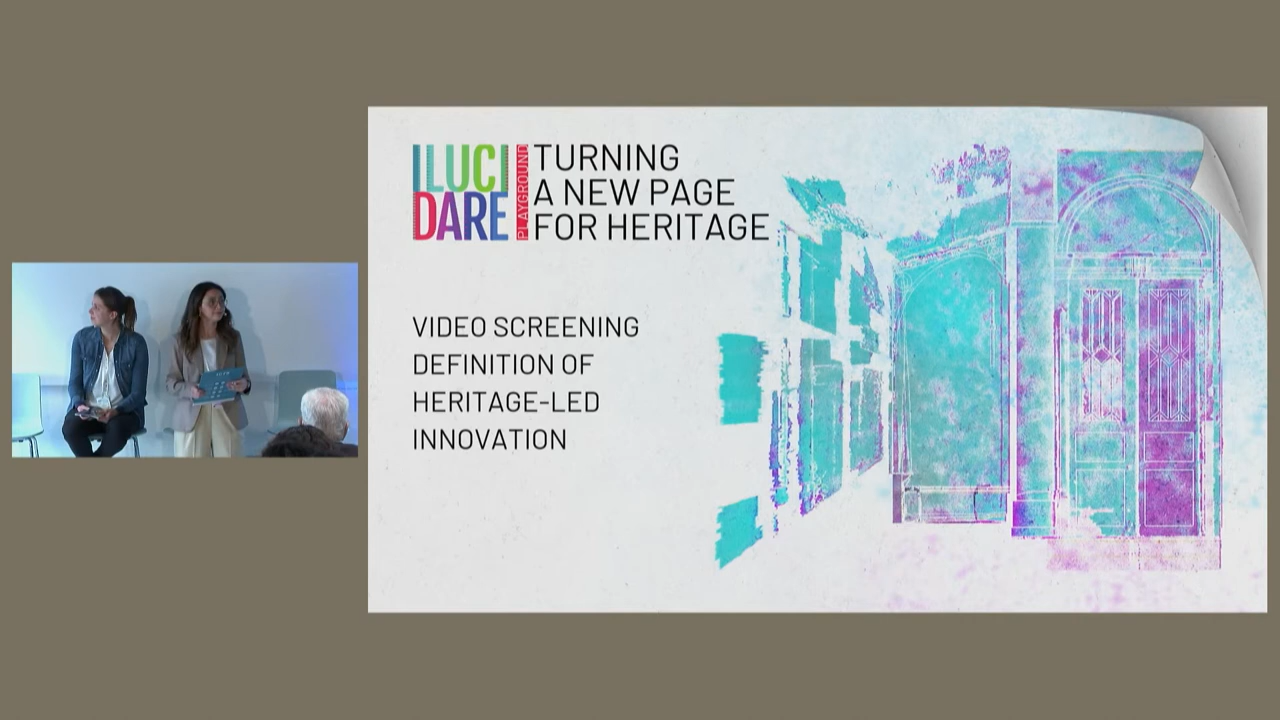 ILUCI
DARE
PLAYGROUND
TURNING
A NEW PAGE
FOR HERITAGE
VIDEO SCREENING
DEFINITION OF
HERITAGE-LED
INNOVATION